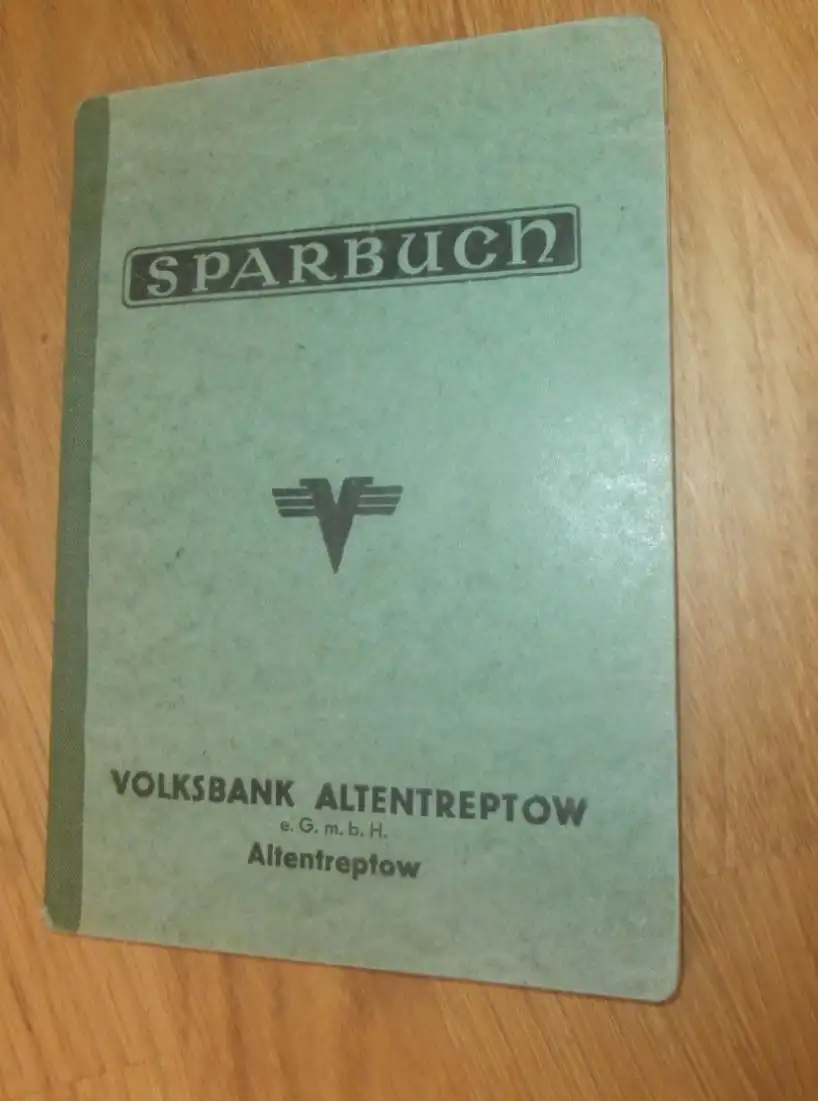 SPARBUCH
VOLKSBANK ALTENTREPTOW
e. G. m. b. H.
Altentreptow